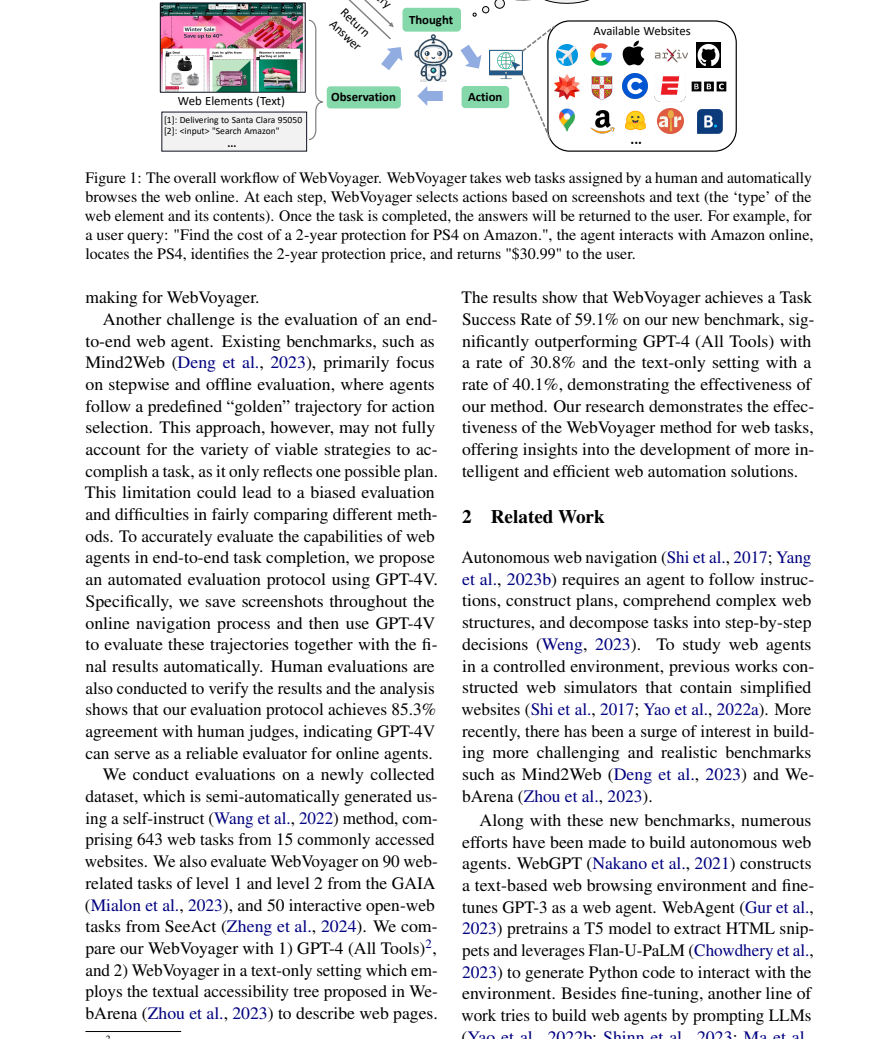 Return
Answer
Thought
Winter Sale
Save up to 40%
Web Elements (Text)
[1]: Delivering to Santa Clara 95050
[2]: <input> "Search Amazon"
...
Observation
Action
Available Websites
arXiv
BBC
B.
...
Figure 1: The overall workflow of WebVoyager. WebVoyager takes web tasks assigned by a human and automatically
browses the web online. At each step, WebVoyager selects actions based on screenshots and text (the ‘type’ of the
web element and its contents). Once the task is completed, the answers will be returned to the user. For example, for
a user query: "Find the cost of a 2-year protection for PS4 on Amazon.", the agent interacts with Amazon online,
locates the PS4, identifies the 2-year protection price, and returns "$30.99" to the user.
making for WebVoyager.
Another challenge is the evaluation of an end-
to-end web agent. Existing benchmarks, such as
Mind2Web (Deng et al., 2023), primarily focus
on stepwise and offline evaluation, where agents
follow a predefined “golden” trajectory for action
selection. This approach, however, may not fully
account for the variety of viable strategies to ac-
complish a task, as it only reflects one possible plan.
This limitation could lead to a biased evaluation
and difficulties in fairly comparing different meth-
ods. To accurately evaluate the capabilities of web
agents in end-to-end task completion, we propose
an automated evaluation protocol using GPT-4V.
Specifically, we save screenshots throughout the
online navigation process and then use GPT-4V
to evaluate these trajectories together with the fi-
nal results automatically. Human evaluations are
also conducted to verify the results and the analysis
shows that our evaluation protocol achieves 85.3%
agreement with human judges, indicating GPT-4V
can serve as a reliable evaluator for online agents.
We conduct evaluations on a newly collected
dataset, which is semi-automatically generated us-
ing a self-instruct (Wang et al., 2022) method, com-
prising 643 web tasks from 15 commonly accessed
websites. We also evaluate WebVoyager on 90 web-
related tasks of level 1 and level 2 from the GAIA
(Mialon et al., 2023), and 50 interactive open-web
tasks from SeeAct (Zheng et al., 2024). We com-
pare our WebVoyager with 1) GPT-4 (All Tools)2,
and 2) WebVoyager in a text-only setting which em-
ploys the textual accessibility tree proposed in We-
bArena (Zhou et al., 2023) to describe web pages.
The results show that WebVoyager achieves a Task
Success Rate of 59.1% on our new benchmark, sig-
nificantly outperforming GPT-4 (All Tools) with
a rate of 30.8% and the text-only setting with a
rate of 40.1%, demonstrating the effectiveness of
our method. Our research demonstrates the effec-
tiveness of the WebVoyager method for web tasks,
offering insights into the development of more in-
telligent and efficient web automation solutions.
2 Related Work
Autonomous web navigation (Shi et al., 2017; Yang
et al., 2023b) requires an agent to follow instruc-
tions, construct plans, comprehend complex web
structures, and decompose tasks into step-by-step
decisions (Weng, 2023). To study web agents
in a controlled environment, previous works con-
structed web simulators that contain simplified
websites (Shi et al., 2017; Yao et al., 2022a). More
recently, there has been a surge of interest in build-
ing more challenging and realistic benchmarks
such as Mind2Web (Deng et al., 2023) and We-
bArena (Zhou et al., 2023).
Along with these new benchmarks, numerous
efforts have been made to build autonomous web
agents. WebGPT (Nakano et al., 2021) constructs
a text-based web browsing environment and fine-
tunes GPT-3 as a web agent. WebAgent (Gur et al.,
2023) pretrains a T5 model to extract HTML snip-
pets and leverages Flan-U-PaLM (Chowdhery et al.,
2023) to generate Python code to interact with the
environment. Besides fine-tuning, another line of
work tries to build web agents by prompting LLMs
(Yao et al., 2022b; Shinn et al., 2023; Ma et al.,